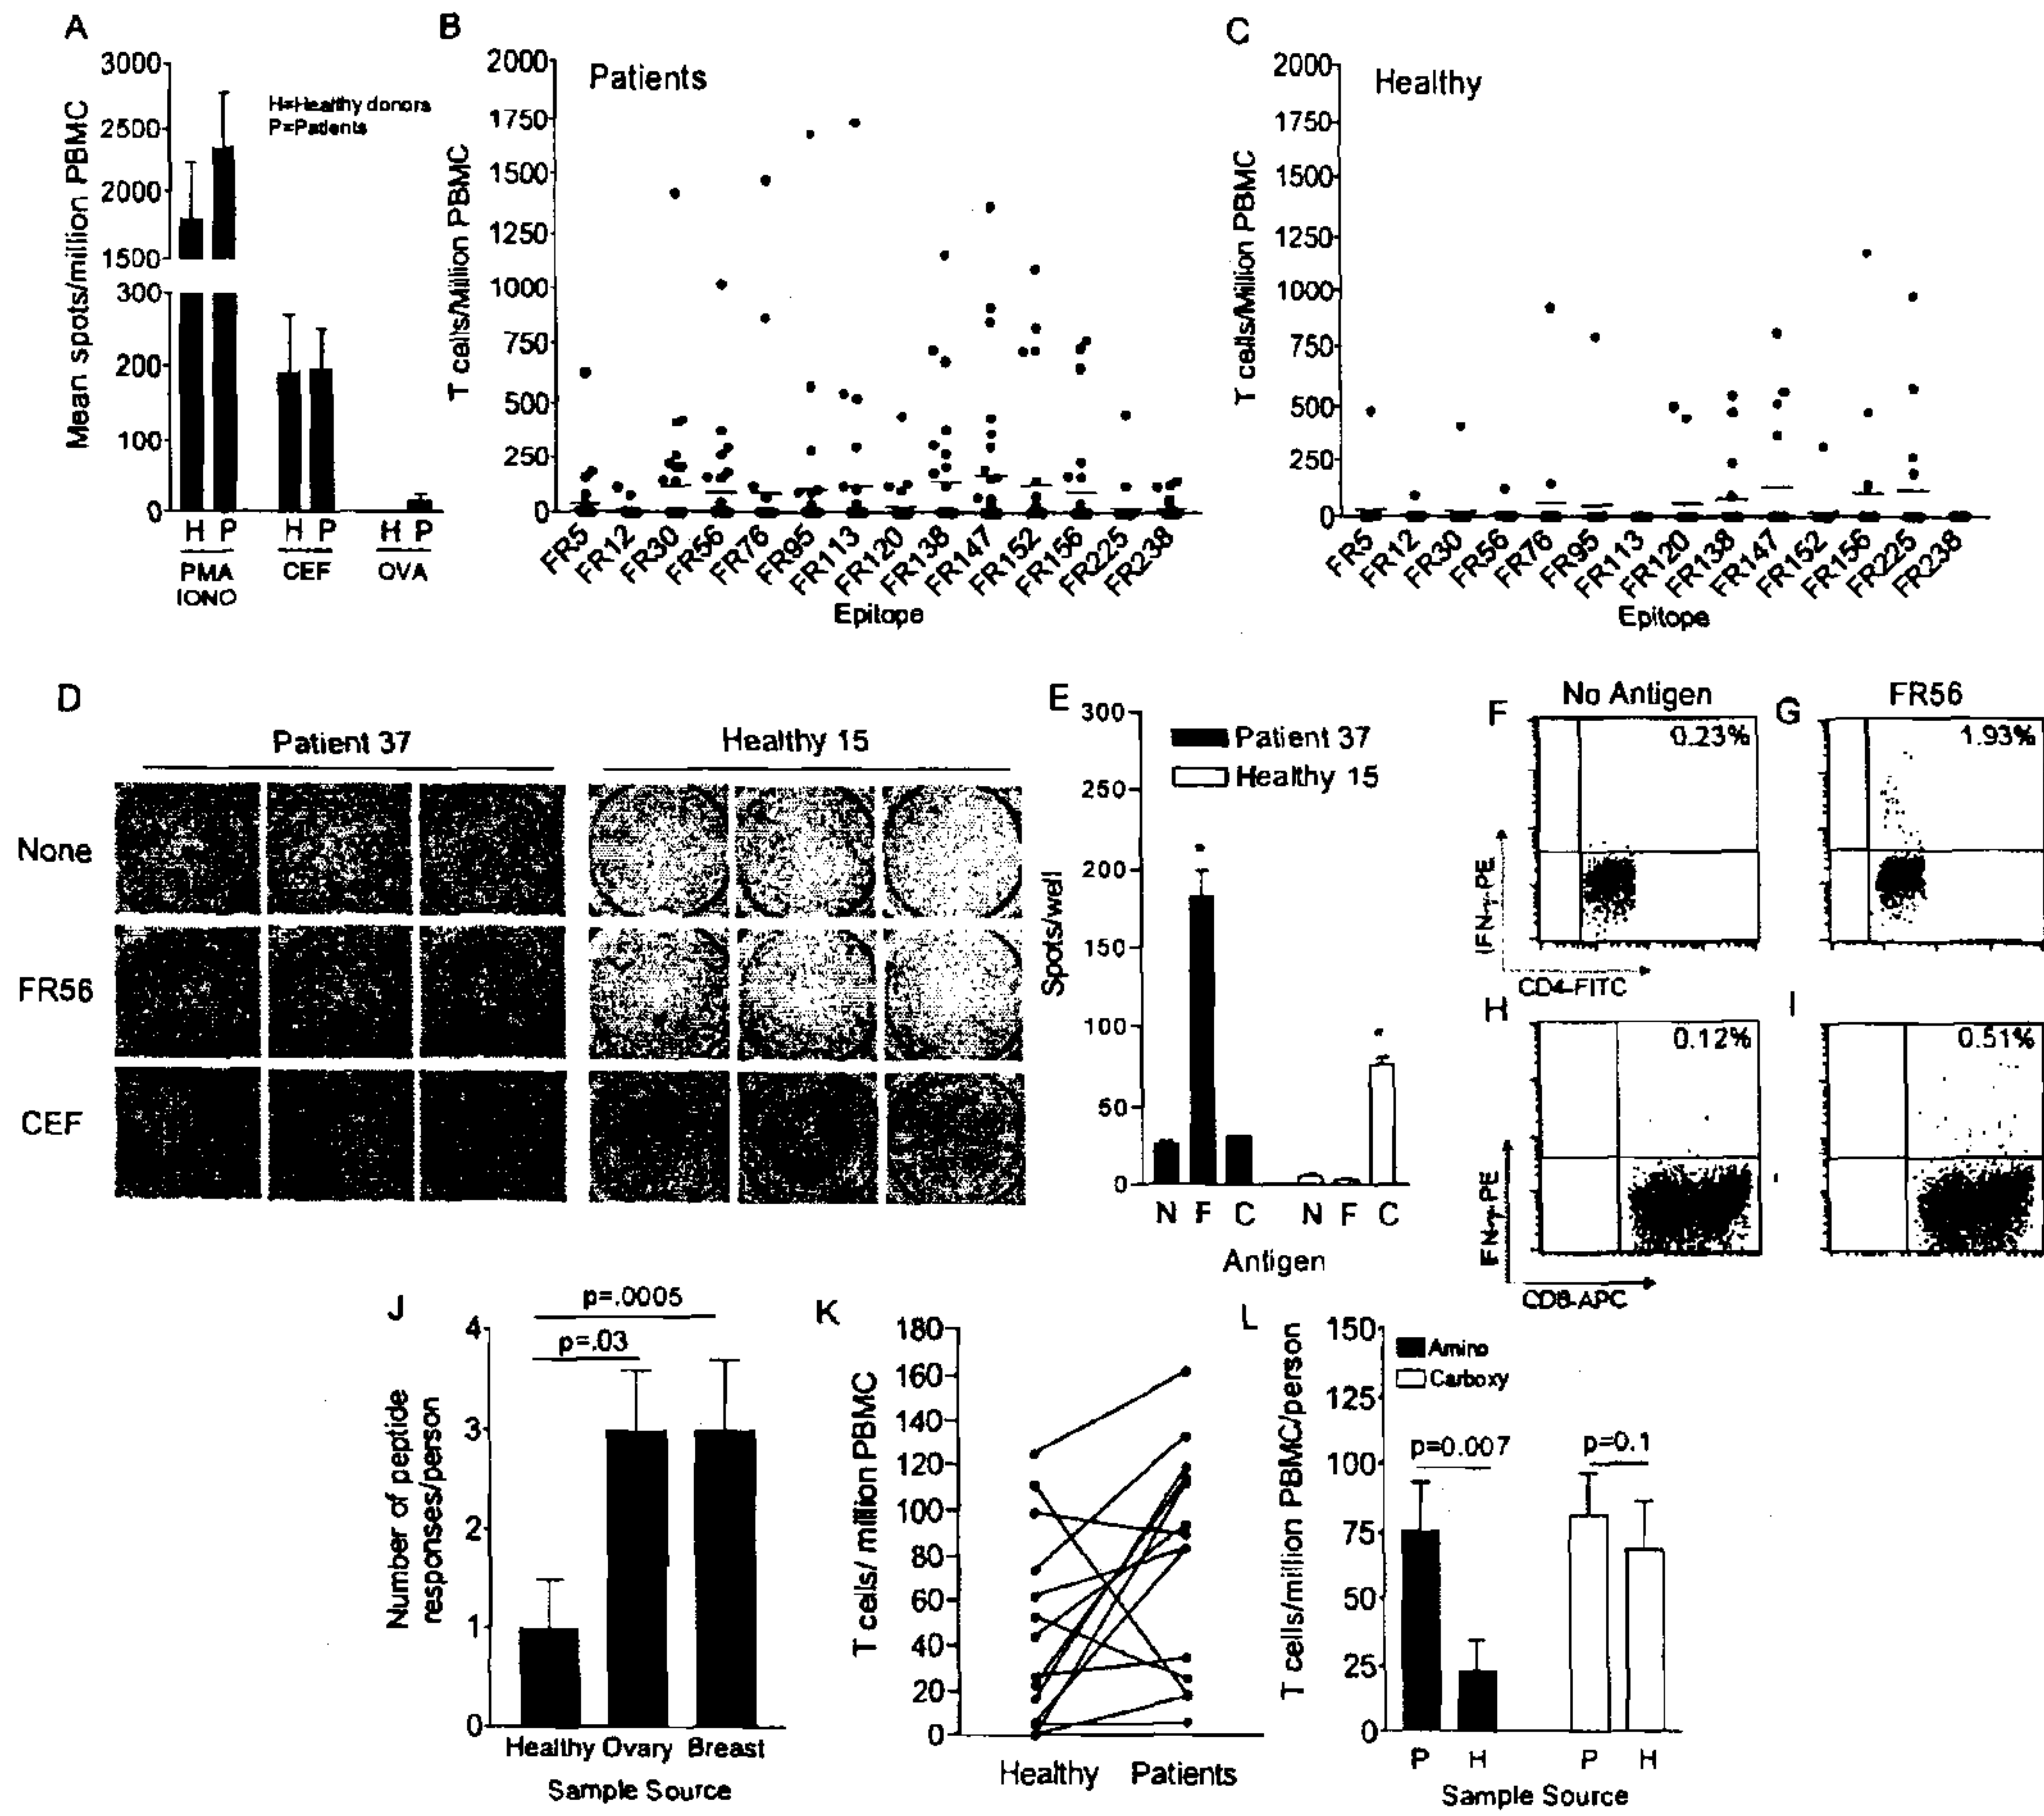 A
3000
2500
2000
1500
300
200
100
0
Mean spots/million PBMC
H=Healthy donors
P=Patients
H P
H P
H P
PMA
IONO
CEF
OVA
B
Patients
2000
1750
1500
1250
1000
750
500
250
0
T cells/Million PBMC
FR5
FR12
FR30
FR56
FR76
FR95
FR113
FR120
FR138
FR147
FR152
FR156
FR225
FR238
Epitope
C
Healthy
2000
1750
1500
1250
1000
750
500
250
0
T cells/Million PBMC
FR5
FR12
FR30
FR56
FR76
FR95
FR113
FR120
FR138
FR147
FR152
FR156
FR225
FR238
Epitope
D
Patient 37
Healthy 15
None
FR56
CEF
E
300
250
200
150
100
50
0
Spots/well
Patient 37
Healthy 15
N F C
N F C
Antigen
F
No Antigen
0.23%
G
FR56
1.93%
IFN-γ-PE
CD4-FITC
H
0.12%
I
0.51%
IFN-γ-PE
CD8-APC
J
p=.0005
p=.03
4
3
2
1
0
Number of peptide
responses/person
Healthy Ovary Breast
Sample Source
K
180
160
140
120
100
80
60
40
20
0
T cells/ million PBMC
Healthy Patients
L
150
125
100
75
50
25
0
T cells/million PBMC/person
Amino
Carboxy
p=0.007
p=0.1
P H
P H
Sample Source